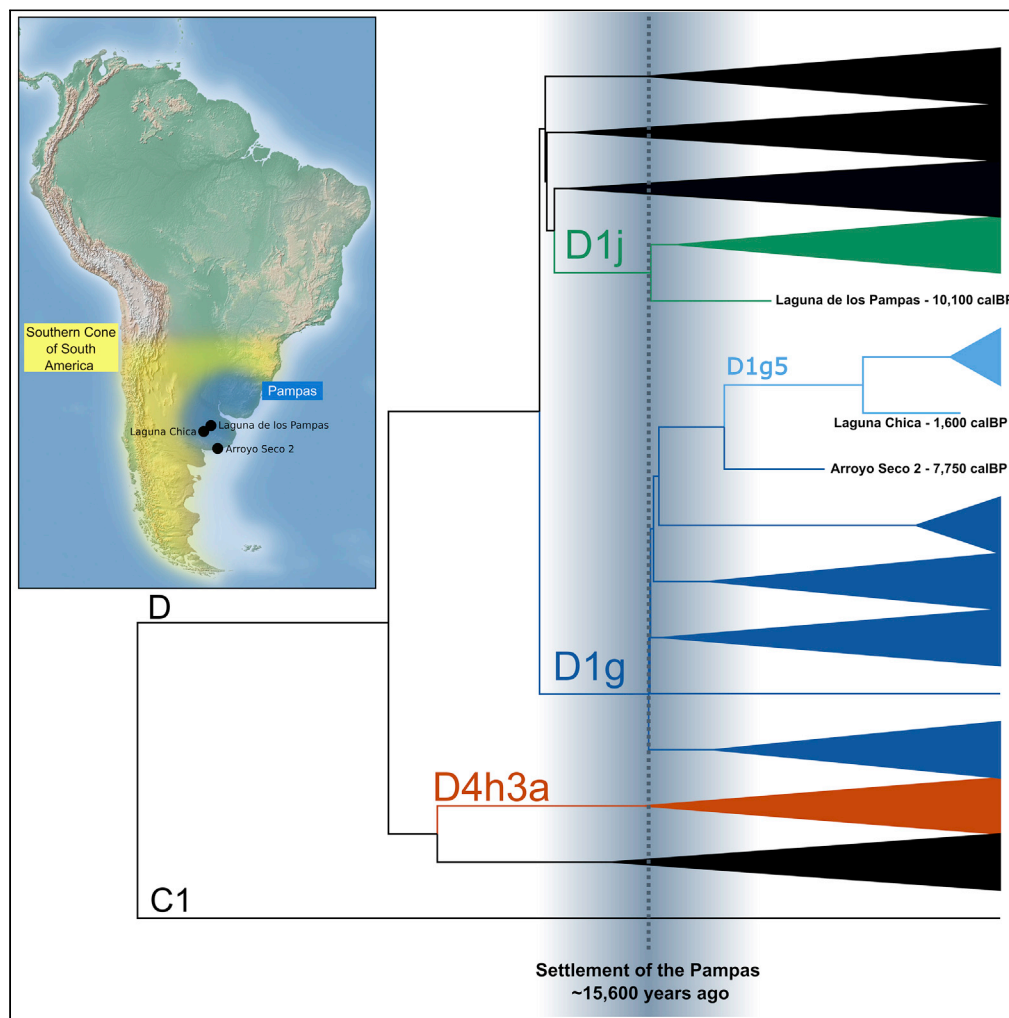 Southern Cone
of South
America
Pampas
Laguna de los Pampas
Laguna Chica
Arroyo Seco 2
D1j
Laguna de los Pampas - 10,100 calBP
D1g5
Laguna Chica - 1,600 calBP
Arroyo Seco 2 - 7,750 calBP
D
D1g
D4h3a
C1
Settlement of the Pampas
~15,600 years ago